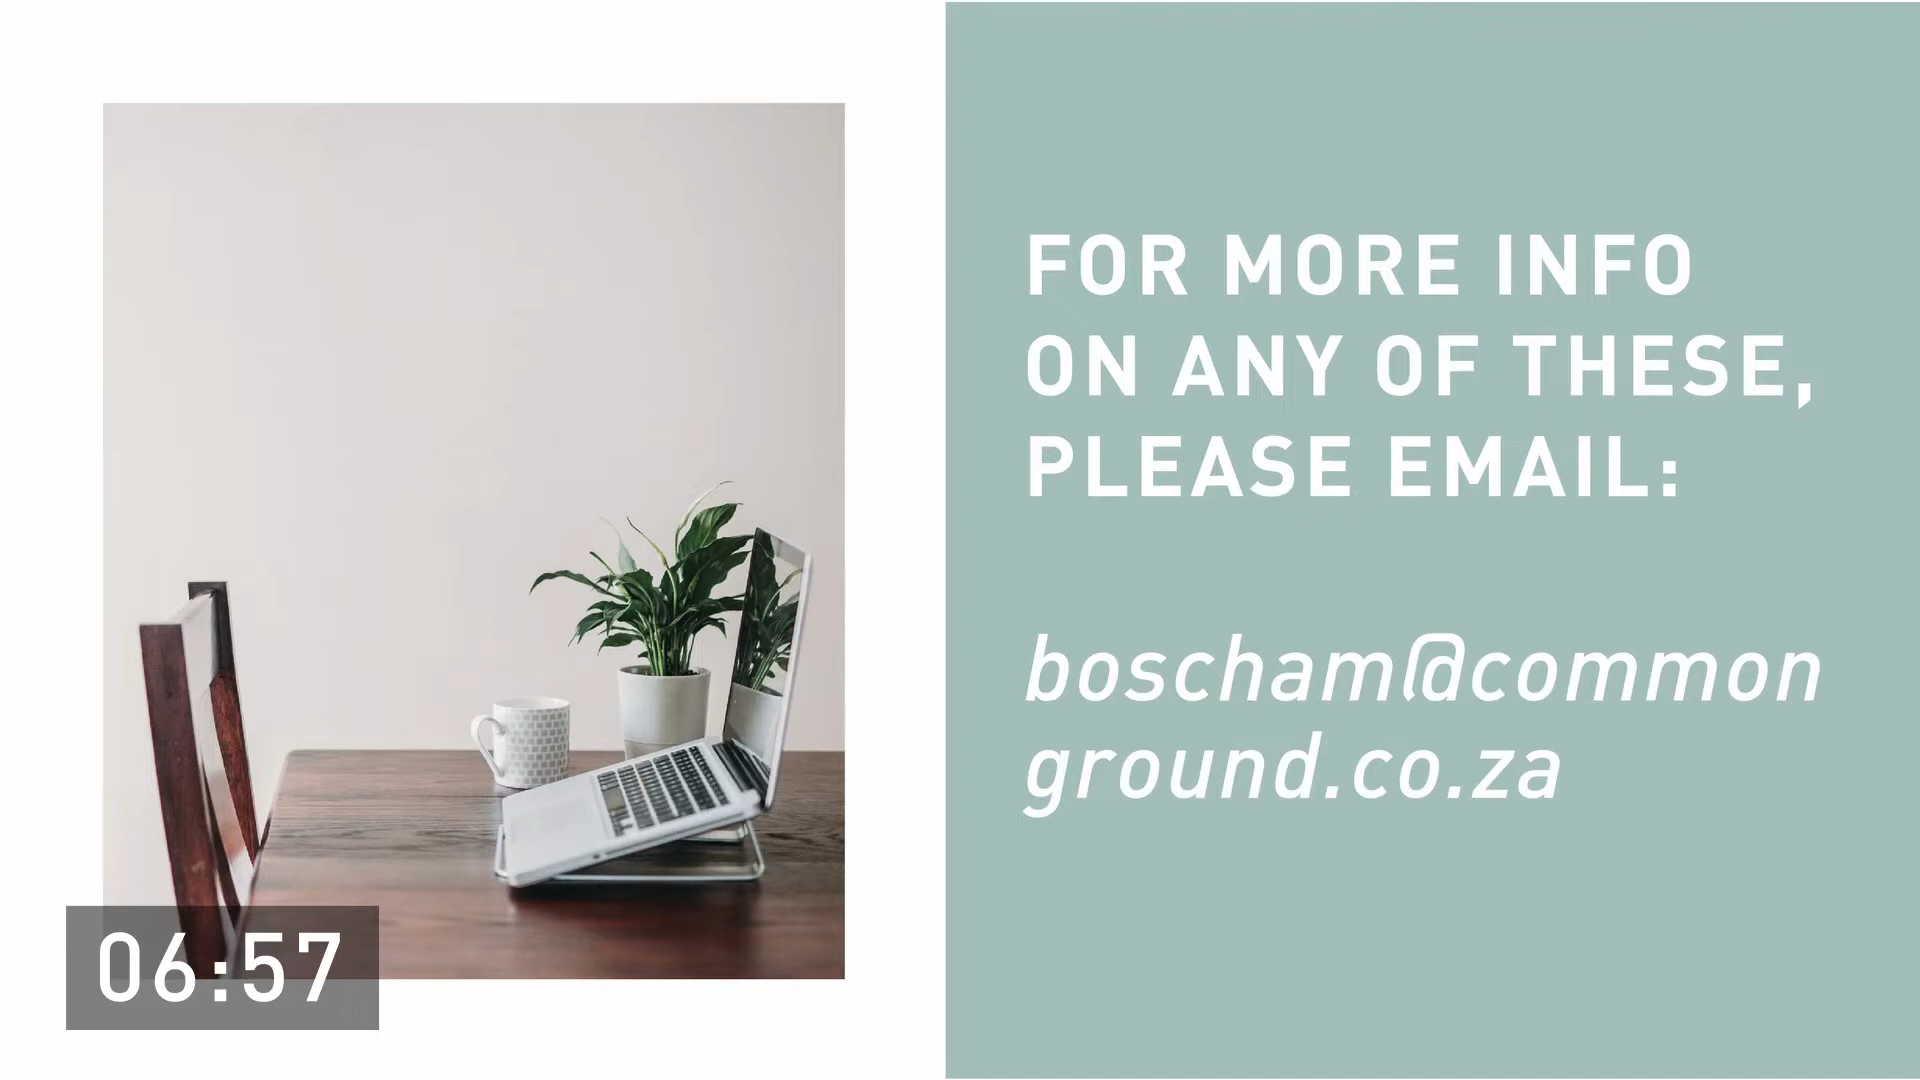 FOR MORE INFO
ON ANY OF THESE,
PLEASE EMAIL:
boscham@common
ground.co.za
06:57